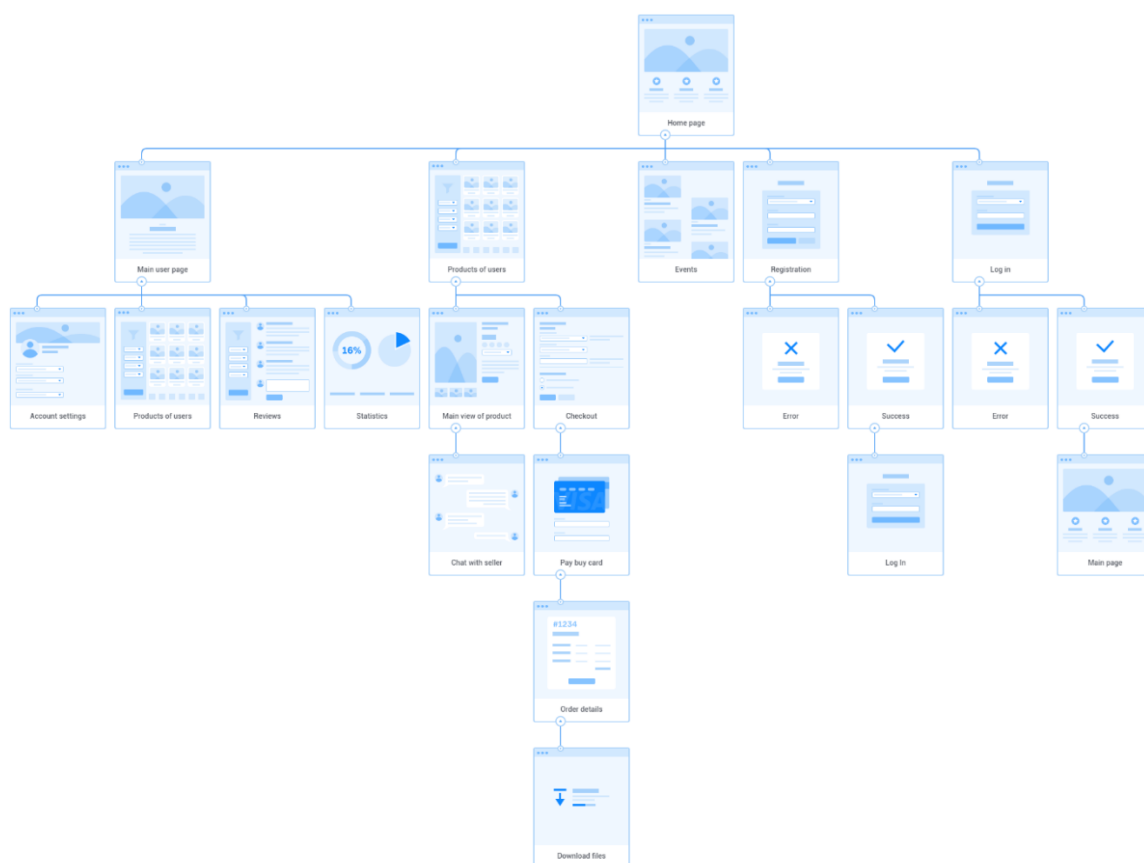 Home page
Main user page
Products of users
Events
Registration
Log in
16%
Account settings
Products of users
Reviews
Statistics
Main view of product
Checkout
Error
Success
Error
Success
VISA
Chat with seller
Pay buy card
Log In
Main page
#1234
Order details
Download files